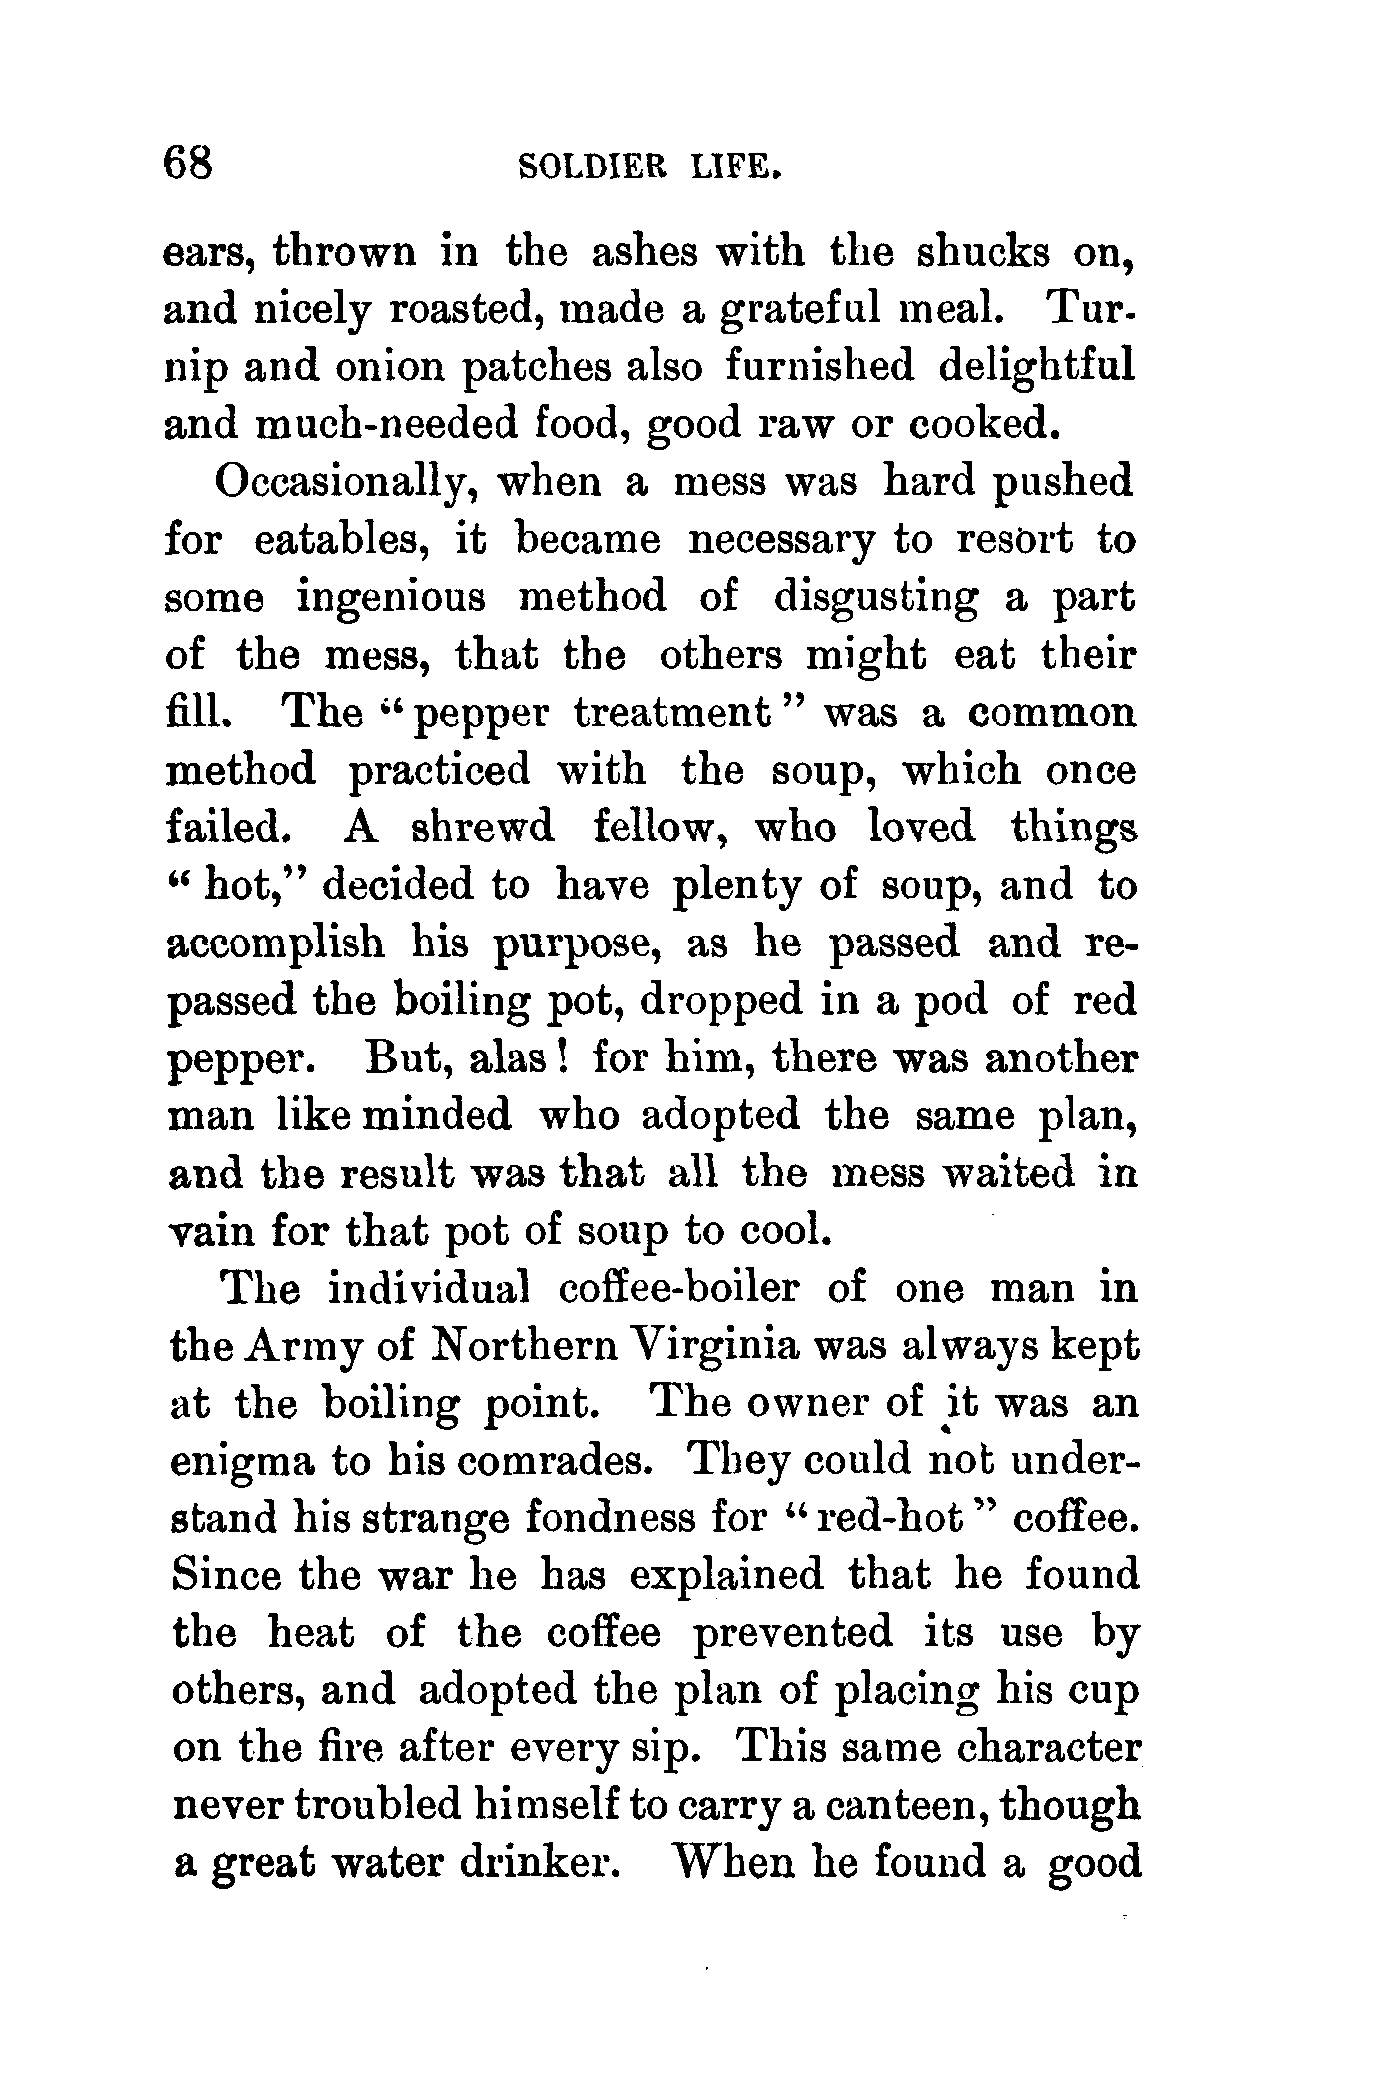 68 SOLDIER LIFE.
ears, thrown in the ashes with the shucks on,
and nicely roasted, made a grateful meal. Tur-
nip and onion patches also furnished delightful
and much-needed food, good raw or cooked.
Occasionally, when a mess was hard pushed
for eatables, it became necessary to resort to
some ingenious method of disgusting a part
of the mess, that the others might eat their
fill. The “pepper treatment” was a common
method practiced with the soup, which once
failed. A shrewd fellow, who loved things
“hot,” decided to have plenty of soup, and to
accomplish his purpose, as he passed and re-
passed the boiling pot, dropped in a pod of red
pepper. But, alas! for him, there was another
man like minded who adopted the same plan,
and the result was that all the mess waited in
vain for that pot of soup to cool.
The individual coffee-boiler of one man in
the Army of Northern Virginia was always kept
at the boiling point. The owner of it was an
enigma to his comrades. They could not under-
stand his strange fondness for “red-hot” coffee.
Since the war he has explained that he found
the heat of the coffee prevented its use by
others, and adopted the plan of placing his cup
on the fire after every sip. This same character
never troubled himself to carry a canteen, though
a great water drinker. When he found a good